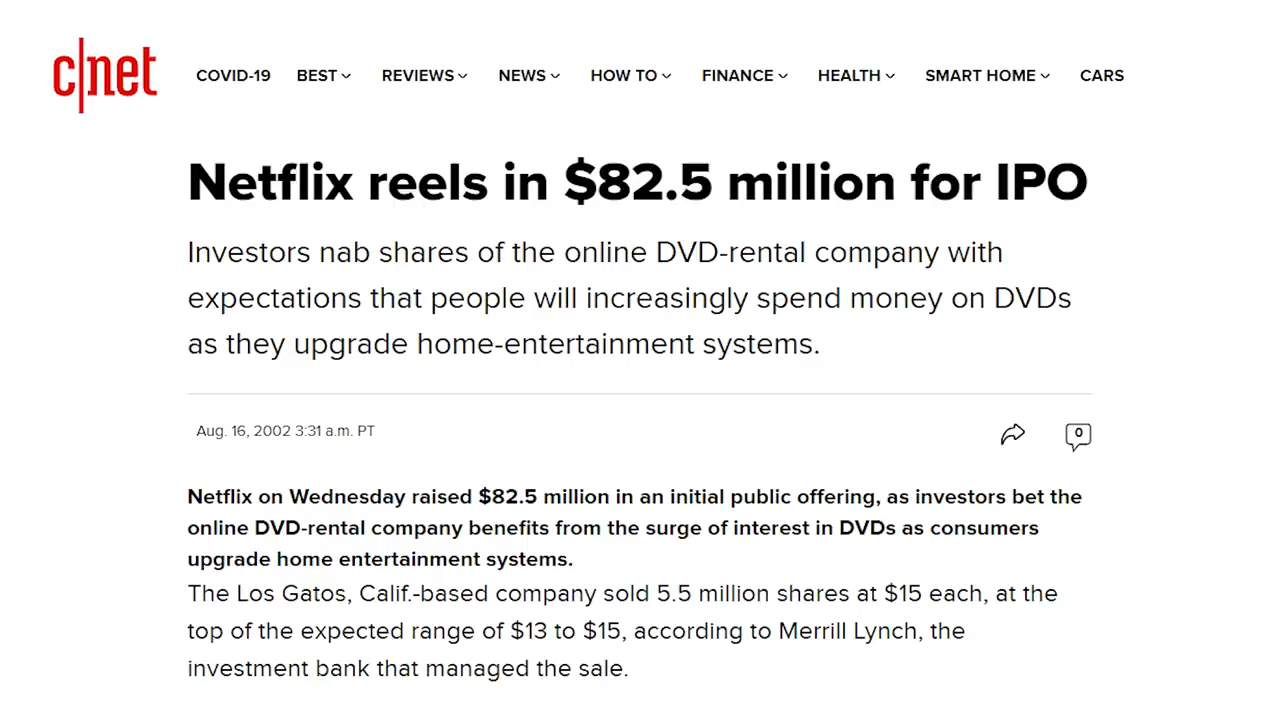 c|net
COVID-19 BEST REVIEWS NEWS HOW TO FINANCE HEALTH SMART HOME CARS
Netflix reels in $82.5 million for IPO
Investors nab shares of the online DVD-rental company with
expectations that people will increasingly spend money on DVDs
as they upgrade home-entertainment systems.
Aug. 16, 2002 3:31 a.m. PT
0
Netflix on Wednesday raised $82.5 million in an initial public offering, as investors bet the
online DVD-rental company benefits from the surge of interest in DVDs as consumers
upgrade home entertainment systems.
The Los Gatos, Calif.-based company sold 5.5 million shares at $15 each, at the
top of the expected range of $13 to $15, according to Merrill Lynch, the
investment bank that managed the sale.